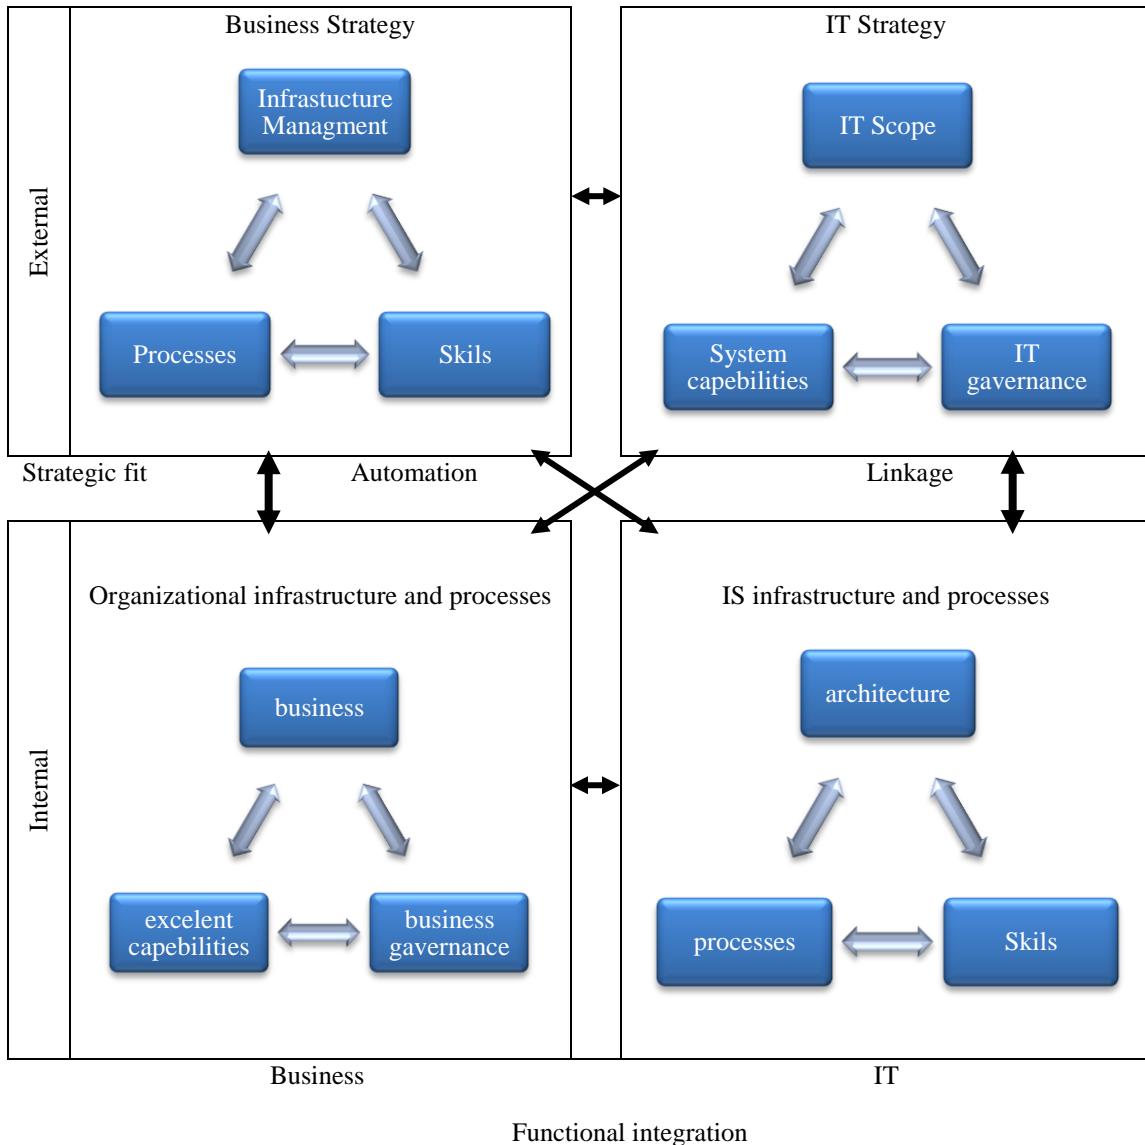 Business Strategy
IT Strategy
Infrastucture
Managment
IT Scope
External
Processes
Skils
System
capebilities
IT
gavernance
Strategic fit
Automation
Linkage
Organizational infrastructure and processes
IS infrastructure and processes
business
architecture
Internal
excelent
capebilities
business
gavernance
processes
Skils
Business
IT
Functional integration